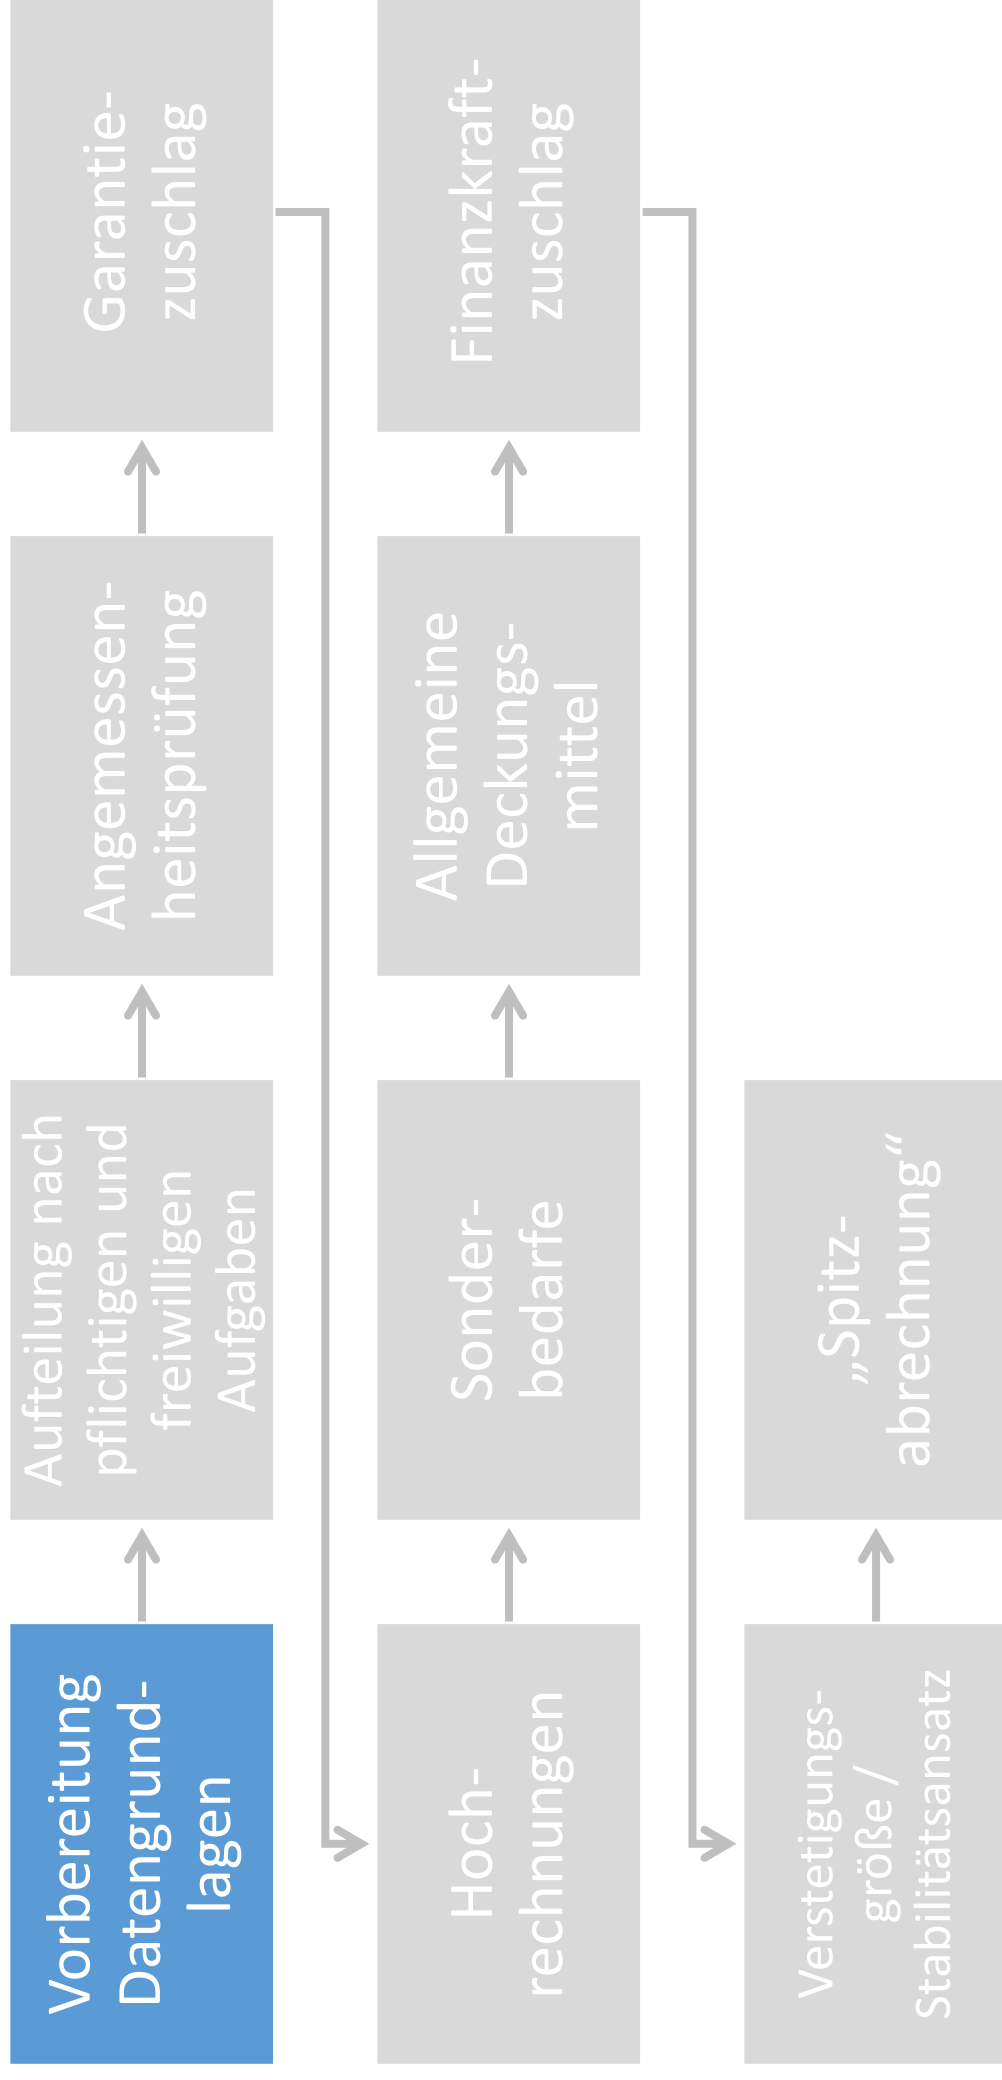 Vorbereitung
Datengrund-
lagen
Aufteilung nach
pflichtigen und
freiwilligen
Aufgaben
Angemessen-
heitsprüfung
Garantie-
zuschlag
Hoch-
rechnungen
Sonder-
bedarfe
Allgemeine
Deckungs-
mittel
Finanzkraft-
zuschlag
Verstetigungs-
größe /
Stabilitätsansatz
„Spitz-
abrechnung“